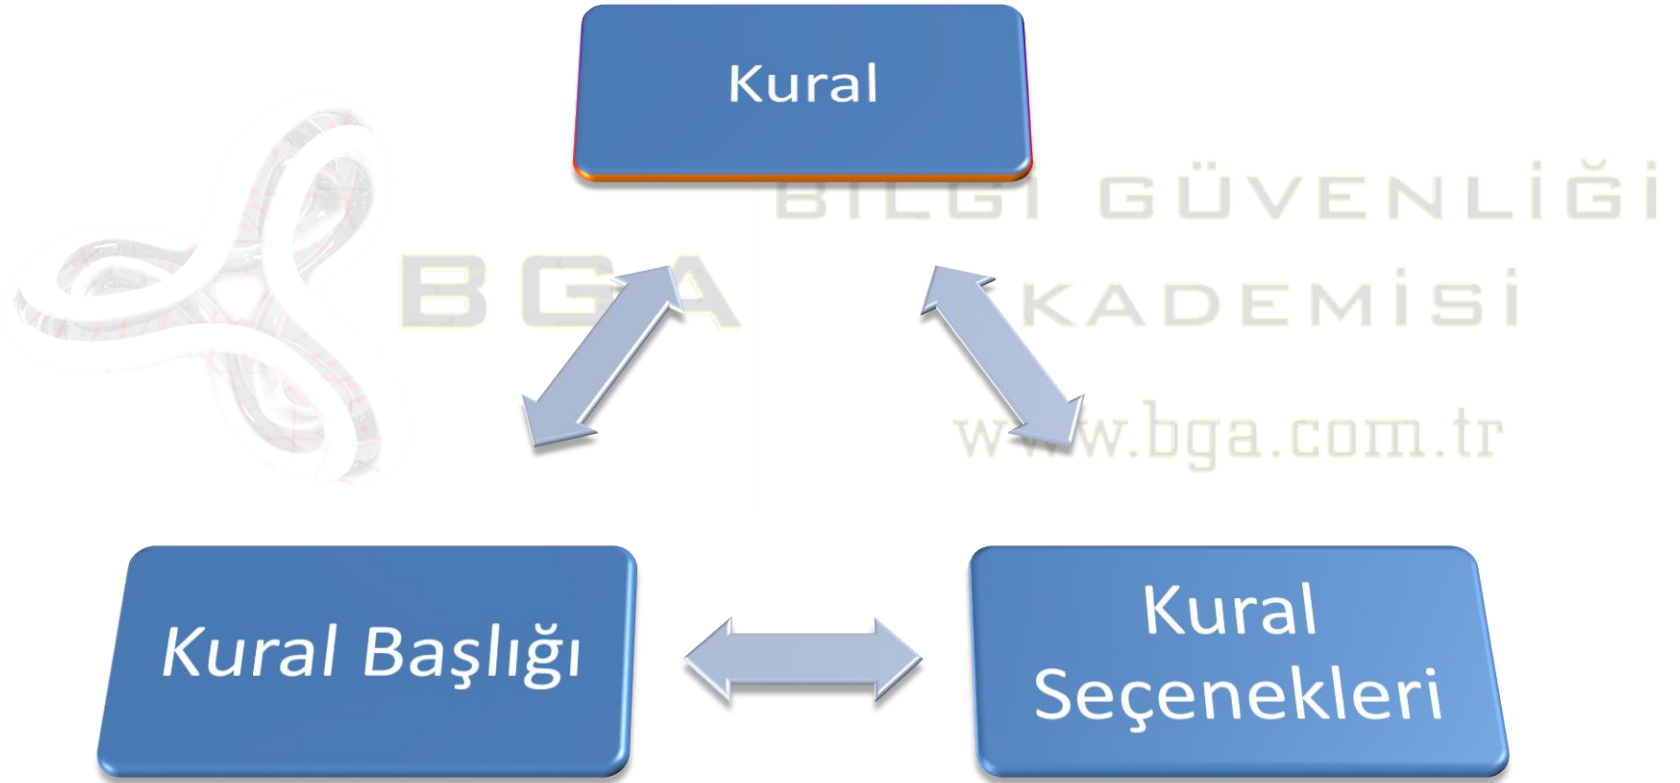 Kural
BİLGİ GÜVENLİĞİ
BGA
AKADEMİSİ
www.bga.com.tr
Kural Başlığı
Kural
Seçenekleri